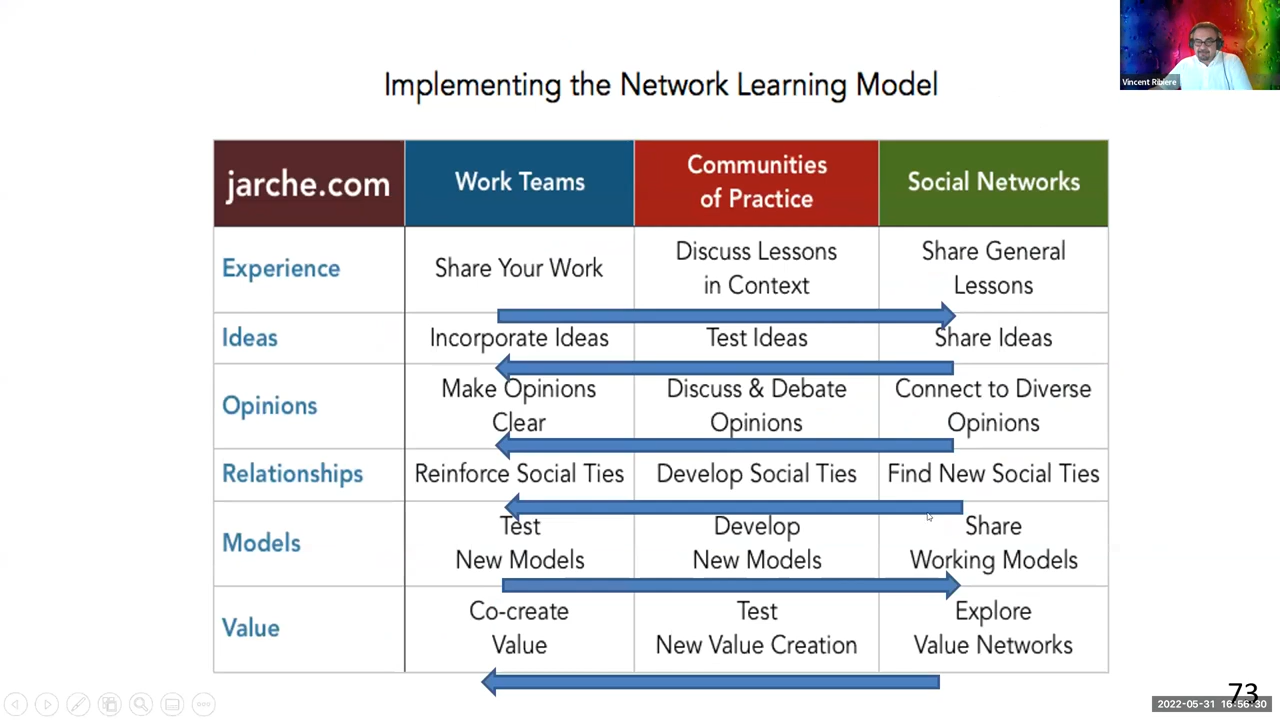 Vincent Ribiere
Implementing the Network Learning Model
jarche.com
Work Teams
Communities
of Practice
Social Networks
Experience
Share Your Work
Discuss Lessons
in Context
Share General
Lessons
Ideas
Incorporate Ideas
Test Ideas
Share Ideas
Opinions
Make Opinions
Clear
Discuss & Debate
Opinions
Connect to Diverse
Opinions
Relationships
Reinforce Social Ties
Develop Social Ties
Find New Social Ties
Models
Test
New Models
Develop
New Models
Share
Working Models
Value
Co-create
Value
Test
New Value Creation
Explore
Value Networks
73
2022-05-31 16:56:30